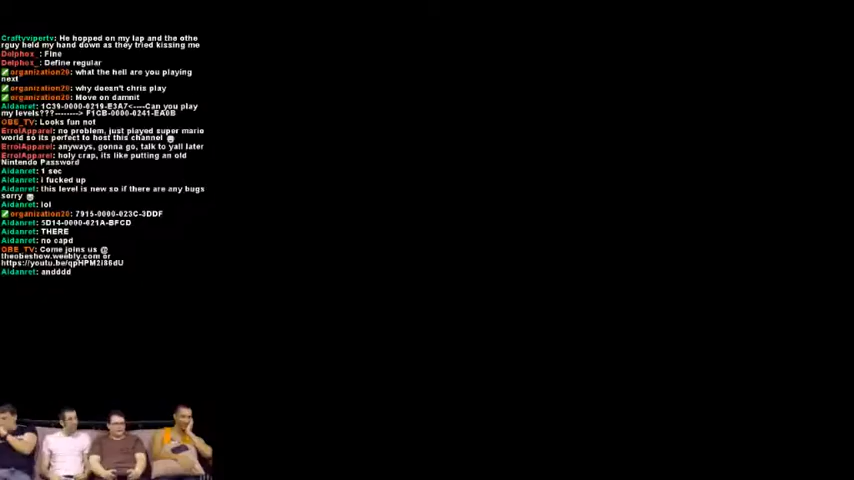 Craftyvipertv: He hopped on my lap and the othe
rguy held my hand down as they tried kissing me
Dolphox_: Fine
Dolphox_: Define regular
organization20: what the hell are you playing
next
organization20: why doesn't chris play
organization20: Move on damnit
Aidanret: 1C39-0000-0219-E3A7<----Can you play
my levels???--------> F1CB-0000-0241-EA0B
OBE_TV: Looks fun not
ErrolApparel: no problem, just played super mario
world so its perfect to host this channel
ErrolApparel: anyways, gonna go, talk to yall later
ErrolApparel: holy crap, its like putting an old
Nintendo Password
Aidanret: 1 sec
Aidanret: i fucked up
Aidanret: this level is new so if there are any bugs
sorry
Aidanret: lol
organization20: 7915-0000-023C-3DDF
Aidanret: 5D14-0000-021A-BFCD
Aidanret: THERE
Aidanret: no capd
OBE_TV: Come joins us @
theobeshow.weebly.com or
https://youtu.be/qpHPM2I86dU
Aidanret: andddd